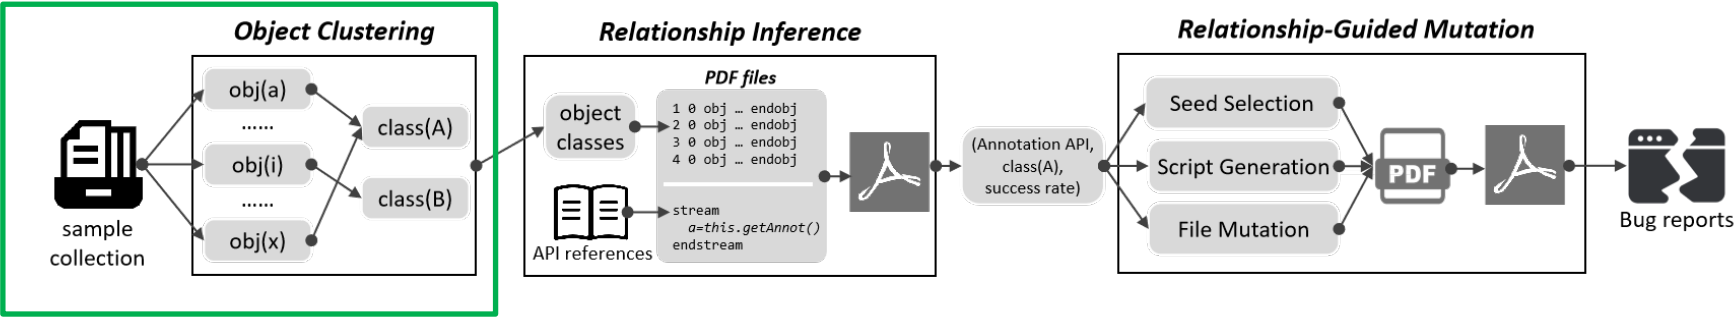 Object Clustering
obj(a)
......
obj(i)
......
obj(x)
class(A)
class(B)
sample
collection
Relationship Inference
object
classes
API references
PDF files
1 0 obj … endobj
2 0 obj … endobj
3 0 obj … endobj
4 0 obj … endobj
stream
a=this.getAnnot()
endstream
(Annotation API,
class(A),
success rate)
Relationship-Guided Mutation
Seed Selection
Script Generation
File Mutation
PDF
Bug reports